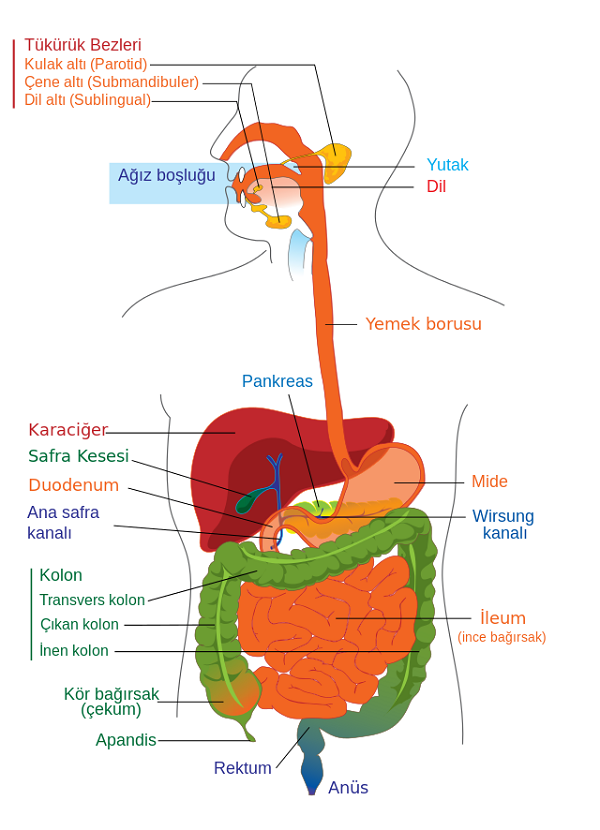 Tükürük Bezleri
Kulak altı (Parotid)
Çene altı (Submandibuler)
Dil altı (Sublingual)
Ağız boşluğu
Yutak
Dil
Yemek borusu
Pankreas
Karaciğer
Safra Kesesi
Duodenum
Ana safra
kanalı
Mide
Wirsung
kanalı
Kolon
Transvers kolon
Çıkan kolon
İnen kolon
İleum
(ince bağırsak)
Kör bağırsak
(çekum)
Apandis
Rektum
Anüs